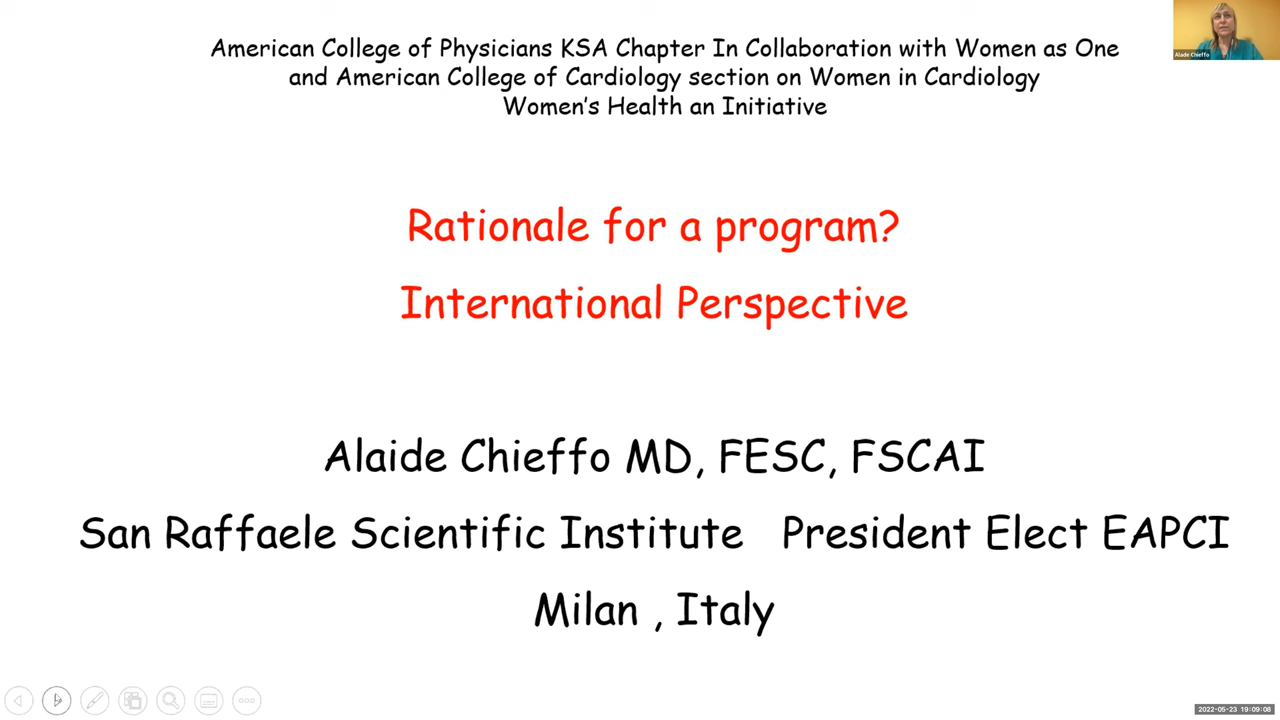 American College of Physicians KSA Chapter In Collaboration with Women as One
and American College of Cardiology section on Women in Cardiology
Women's Health an Initiative
Alade Chieffo
Rationale for a program?
International Perspective
Alaide Chieffo MD, FESC, FSCAI
San Raffaele Scientific Institute President Elect EAPCI
Milan , Italy
2022-05-23 19:09:08